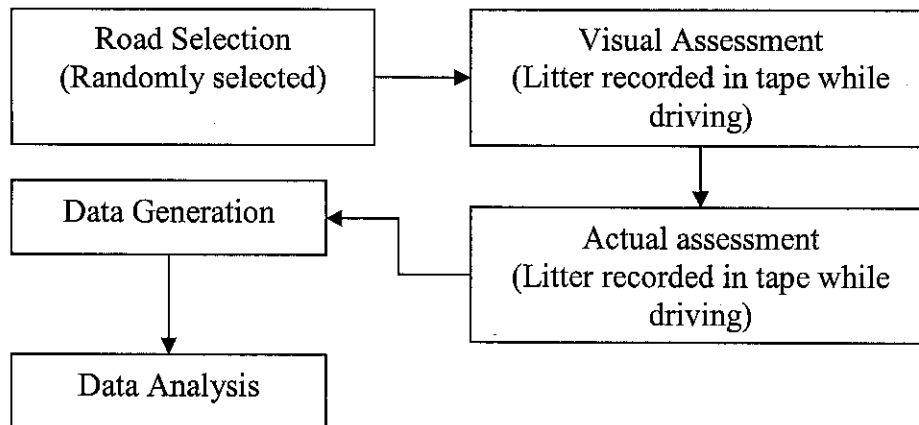 Road Selection
(Randomly selected)
Visual Assessment
(Litter recorded in tape while
driving)
Actual assessment
(Litter recorded in tape while
driving)
Data Generation
Data Analysis